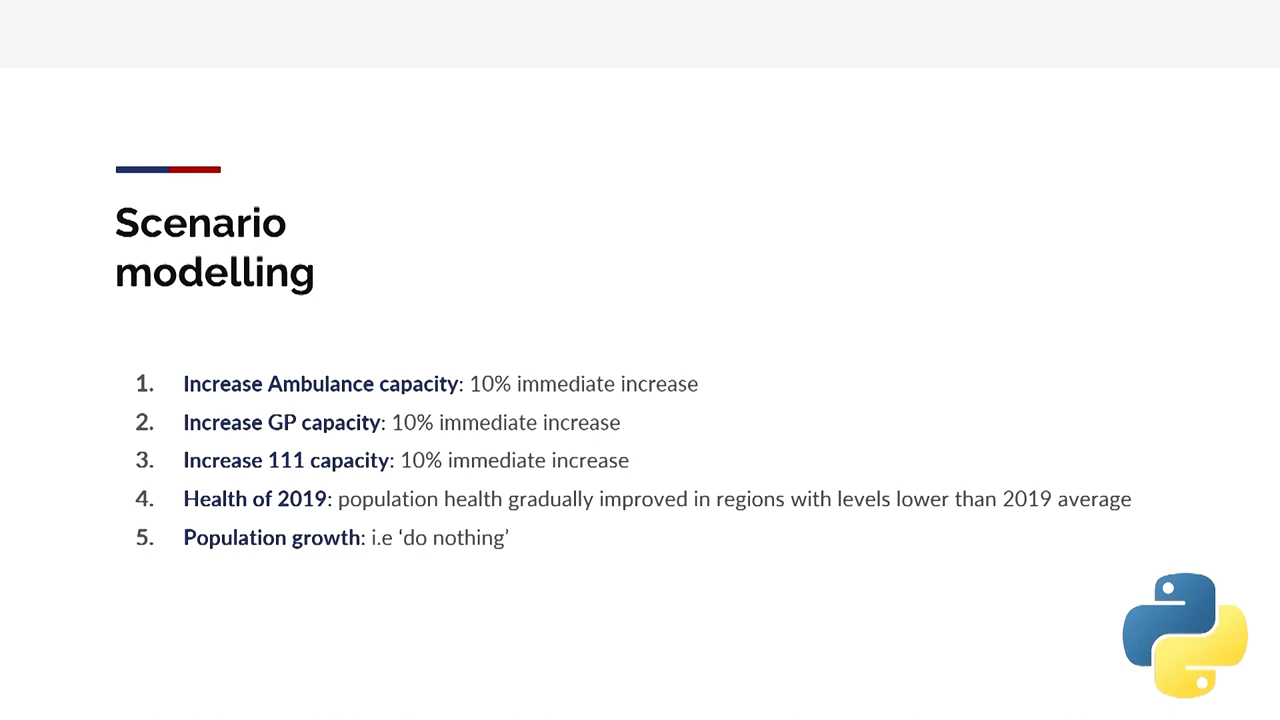 Scenario
modelling
1. Increase Ambulance capacity: 10% immediate increase
2. Increase GP capacity: 10% immediate increase
3. Increase 111 capacity: 10% immediate increase
4. Health of 2019: population health gradually improved in regions with levels lower than 2019 average
5. Population growth: i.e ‘do nothing’